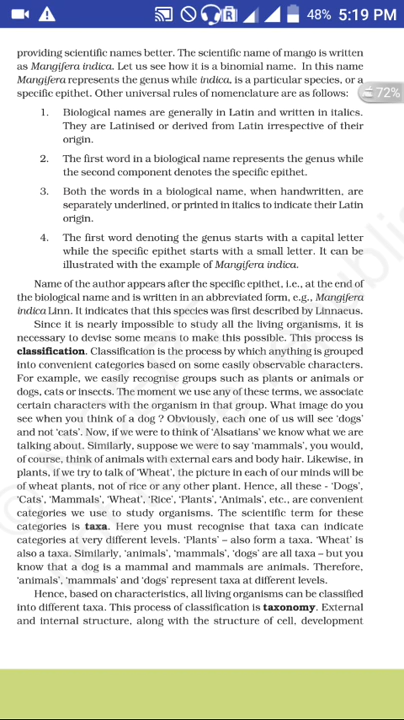 48% 5:19 PM
providing scientific names better. The scientific name of mango is written
as Mangifera indica. Let us see how it is a binomial name. In this name
Mangifera represents the genus while indica, is a particular species, or a
specific epithet. Other universal rules of nomenclature are as follows:
72%
1. Biological names are generally in Latin and written in italics.
They are Latinised or derived from Latin irrespective of their
origin.
2. The first word in a biological name represents the genus while
the second component denotes the specific epithet.
3. Both the words in a biological name, when handwritten, are
separately underlined, or printed in italics to indicate their Latin
origin.
4. The first word denoting the genus starts with a capital letter
while the specific epithet starts with a small letter. It can be
illustrated with the example of Mangifera indica.
Name of the author appears after the specific epithet, i.e., at the end of
the biological name and is written in an abbreviated form, e.g., Mangifera
indica Linn. It indicates that this species was first described by Linnaeus.
Since it is nearly impossible to study all the living organisms, it is
necessary to devise some means to make this possible. This process is
classification. Classification is the process by which anything is grouped
into convenient categories based on some easily observable characters.
For example, we easily recognise groups such as plants or animals or
dogs, cats or insects. The moment we use any of these terms, we associate
certain characters with the organism in that group. What image do you
see when you think of a dog ? Obviously, each one of us will see 'dogs'
and not 'cats'. Now, if we were to think of 'Alsatians' we know what we are
talking about. Similarly, suppose we were to say 'mammals', you would,
of course, think of animals with external ears and body hair. Likewise, in
plants, if we try to talk of 'Wheat', the picture in each of our minds will be
of wheat plants, not of rice or any other plant. Hence, all these - 'Dogs',
'Cats', 'Mammals', 'Wheat', 'Rice', 'Plants', 'Animals', etc., are convenient
categories we use to study organisms. The scientific term for these
categories is taxa. Here you must recognise that taxa can indicate
categories at very different levels. 'Plants' – also form a taxa. 'Wheat' is
also a taxa. Similarly, 'animals', 'mammals', 'dogs' are all taxa – but you
know that a dog is a mammal and mammals are animals. Therefore,
'animals', 'mammals' and 'dogs' represent taxa at different levels.
Hence, based on characteristics, all living organisms can be classified
into different taxa. This process of classification is taxonomy. External
and internal structure, along with the structure of cell, development